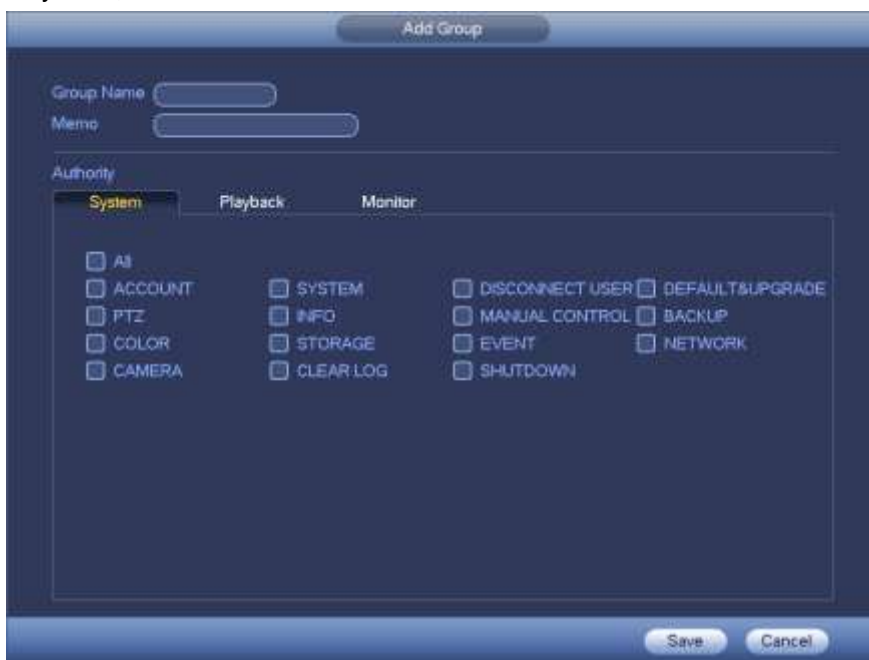 Add Group
Group Name
Memo
Authority
System Playback Monitor
All
ACCOUNT SYSTEM DISCONNECT USER DEFAULT&UPGRADE
PTZ INFO MANUAL CONTROL BACKUP
COLOR STORAGE EVENT NETWORK
CAMERA CLEAR LOG SHUTDOWN
Save Cancel